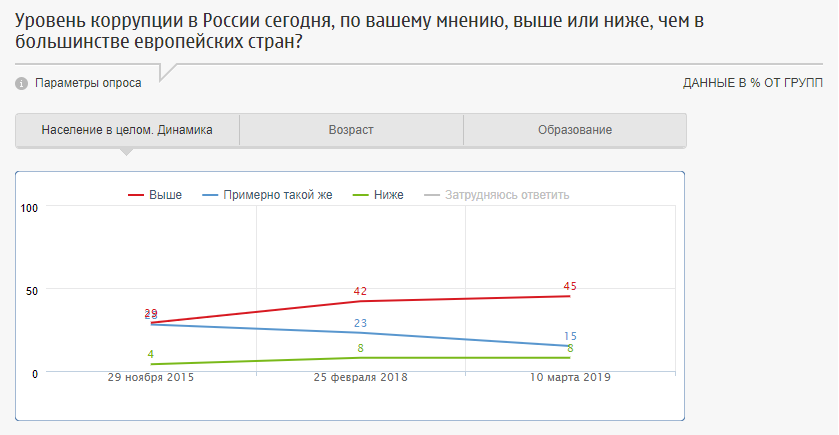 Уровень коррупции в России сегодня, по вашему мнению, выше или ниже, чем в
большинстве европейских стран?
Параметры опроса
ДАННЫЕ В % ОТ ГРУПП
Население в целом. Динамика
Возраст
Образование
Выше
Примерно такой же
Ниже
Затрудняюсь ответить
100
50
0
29
4
42
23
8
45
15
8
29 ноября 2015
25 февраля 2018
10 марта 2019